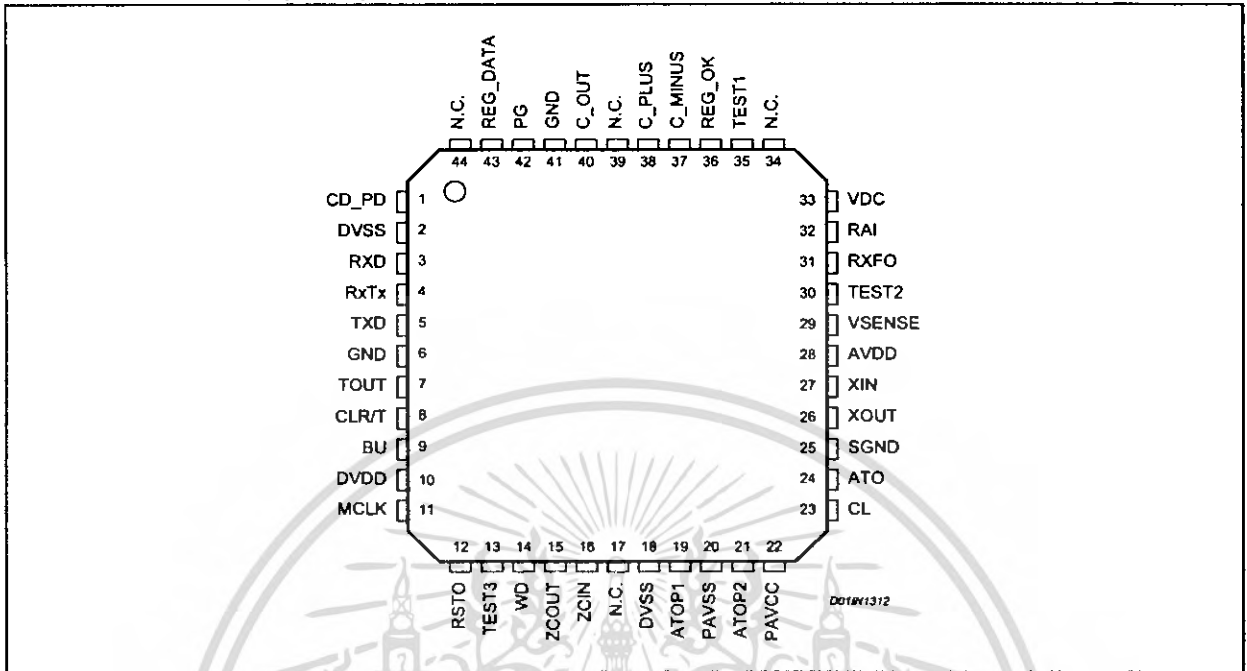 N.C. REG_DATA PG GND C_OUT N.C. C_PLUS C_MINUS REG_OK TEST1 N.C.
44 43 42 41 40 39 38 37 36 35 34
CD_PD 1 33 VDC
DVSS 2 32 RAI
RXD 3 31 RXFO
RxTx 4 30 TEST2
TXD 5 29 VSENSE
GND 6 28 AVDD
TOUT 7 27 XIN
CLR/T 8 26 XOUT
BU 9 25 SGND
DVDD 10 24 ATO
MCLK 11 23 CL
12 13 14 15 16 17 18 19 20 21 22
RSTO TEST3 WD ZCOUT ZCIN N.C. DVSS ATOP1 PAVSS ATOP2 PAVCC